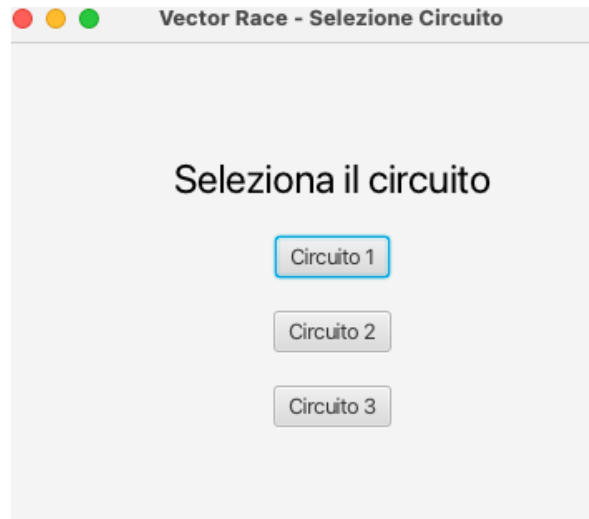 Vector Race - Selezione Circuito
Seleziona il circuito
Circuito 1
Circuito 2
Circuito 3